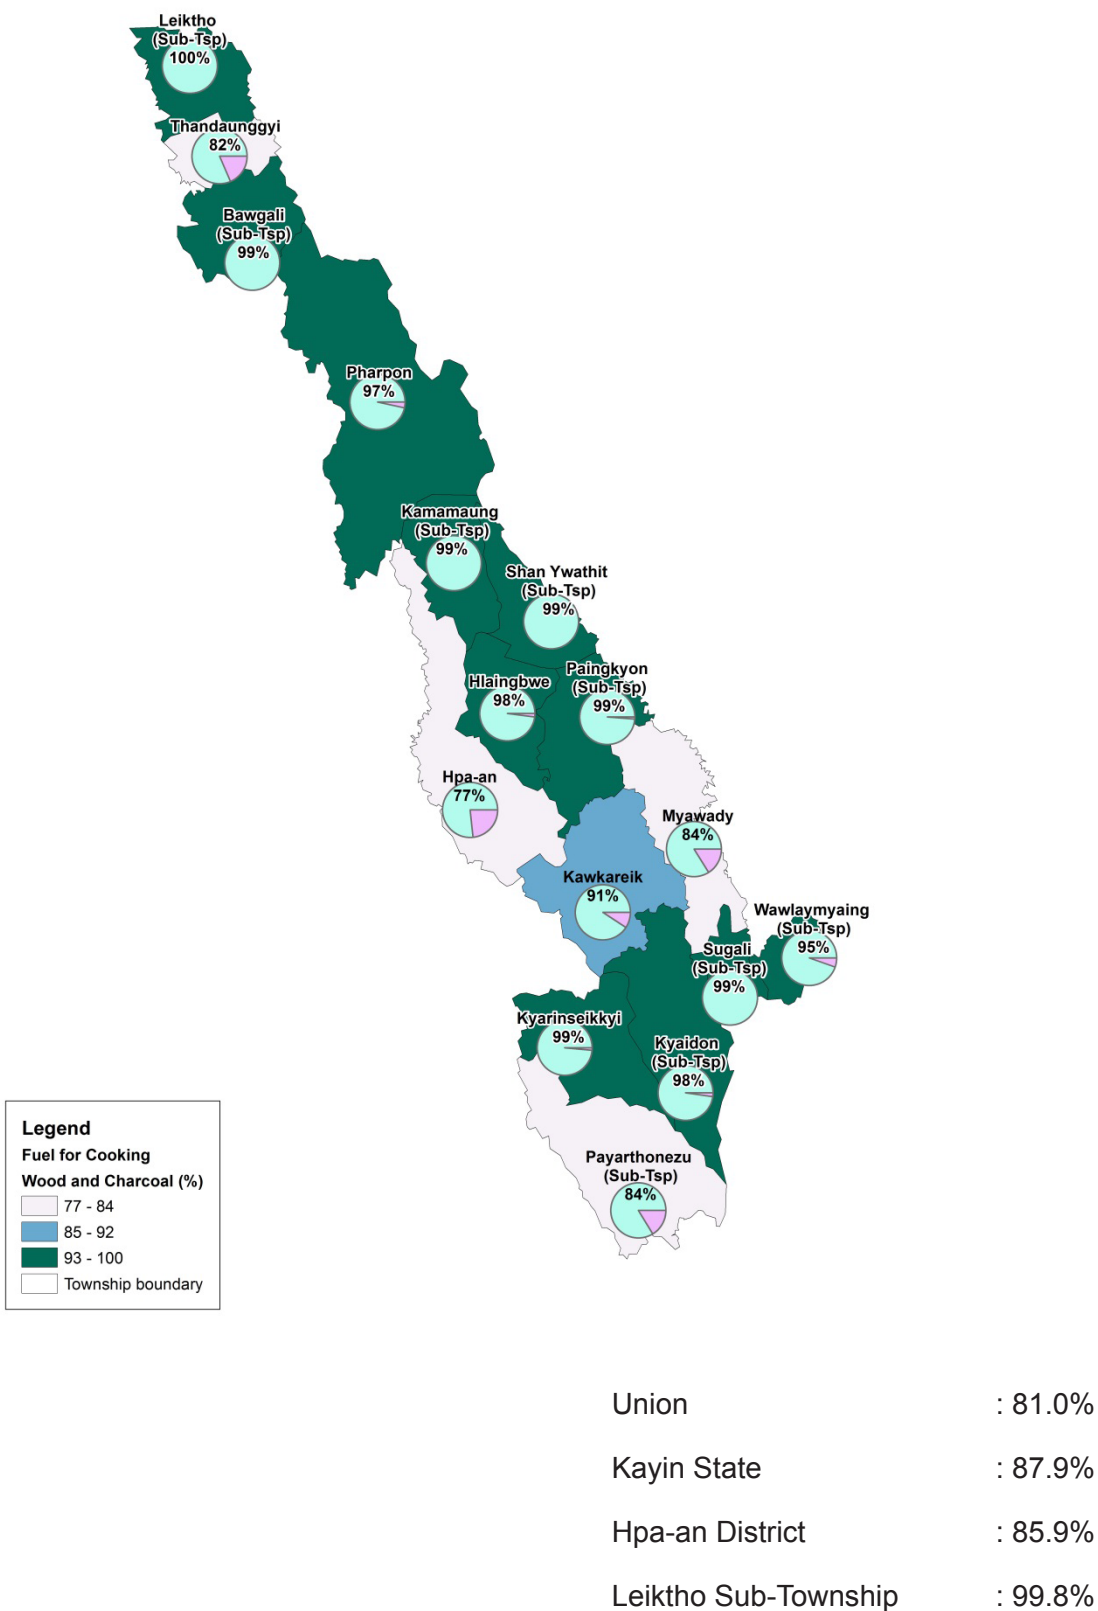 Leiktho
(Sub-Tsp)
100%
Thandaunggyi
82%
Bawgali
(Sub-Tsp)
99%
Pharpon
97%
Kamamaung
(Sub-Tsp)
99%
Shan Ywathit
(Sub-Tsp)
99%
Hlaingbwe
98%
Paingkyon
(Sub-Tsp)
99%
Hpa-an
77%
Myawady
84%
Kawkareik
91%
Wawlaymyaing
(Sub-Tsp)
95%
Sugali
(Sub-Tsp)
99%
Kyarinseikkyi
99%
Kyaidon
(Sub-Tsp)
98%
Payarthonezu
(Sub-Tsp)
84%
Legend
Fuel for Cooking
Wood and Charcoal (%)
77 - 84
85 - 92
93 - 100
Township boundary
Union : 81.0%
Kayin State : 87.9%
Hpa-an District : 85.9%
Leiktho Sub-Township : 99.8%